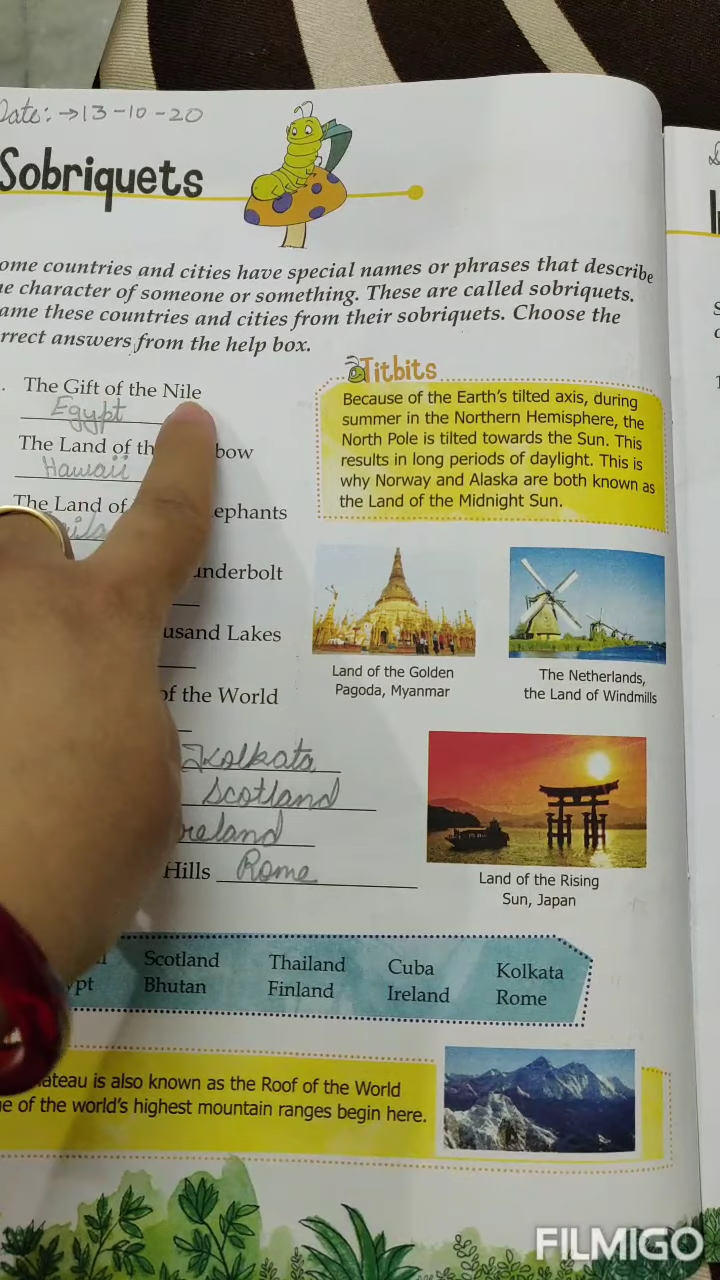 Date: →13-10-20
Sobriquets
ome countries and cities have special names or phrases that describe
e character of someone or something. These are called sobriquets.
ame these countries and cities from their sobriquets. Choose the
rrect answers from the help box.
. The Gift of the Nile
Egypt
The Land of th bow
Hawaii
The Land of ephants
underbolt
usand Lakes
of the World
Kolkata
Scotland
reland
Hills Rome
Titbits
Because of the Earth's tilted axis, during
summer in the Northern Hemisphere, the
North Pole is tilted towards the Sun. This
results in long periods of daylight. This is
why Norway and Alaska are both known as
the Land of the Midnight Sun.
Land of the Golden
Pagoda, Myanmar
The Netherlands,
the Land of Windmills
Land of the Rising
Sun, Japan
Scotland Thailand Cuba Kolkata
ypt Bhutan Finland Ireland Rome
ateau is also known as the Roof of the World
e of the world's highest mountain ranges begin here.
FILMIGO